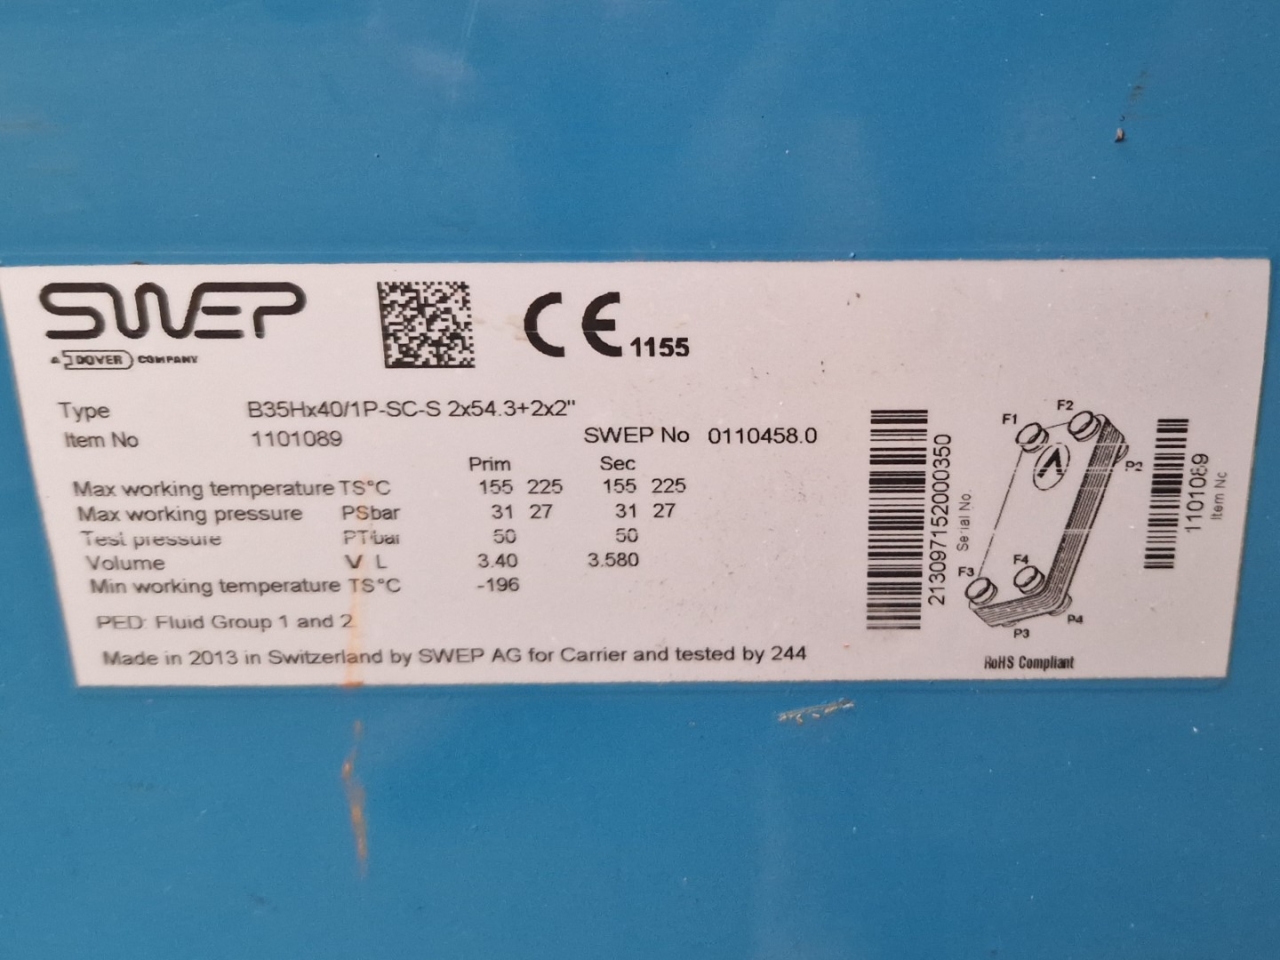 SWEP
A DOVER COMPANY
CE 1155
Type B35Hx40/1P-SC-S 2x54.3+2x2"
Item No 1101089 SWEP No 0110458.0
Prim Sec
Max working temperature TS°C 155 225 155 225
Max working pressure PSbar 31 27 31 27
Test pressure PTbar 50 50
Volume V L 3.40 3.580
Min working temperature TS°C -196
PED: Fluid Group 1 and 2
Made in 2013 in Switzerland by SWEP AG for Carrier and tested by 244
213097152000350
Serial No.
F1
F2
P2
F3
F4
P3
P4
RoHS Compliant
1101089
Item No